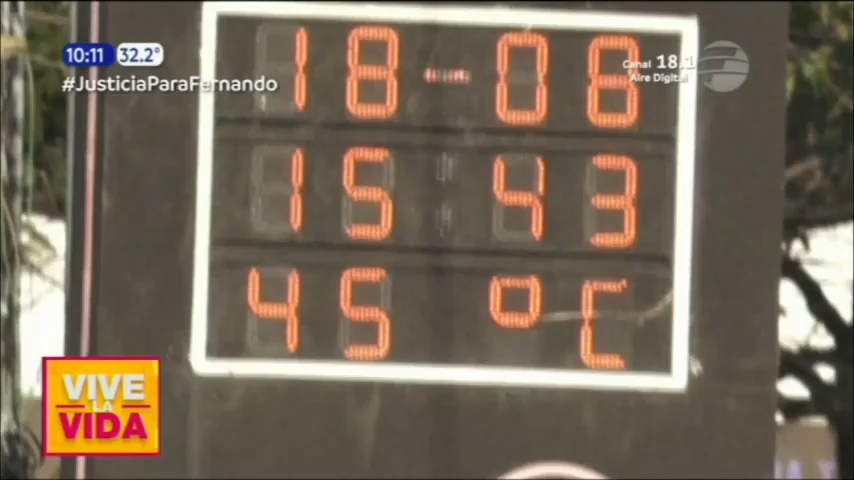 10:11 32.2°
#JusticiaParaFernando
Canal 18.1
Aire Digital
18-08
15 43
45 °C
VIVE
LA
VIDA